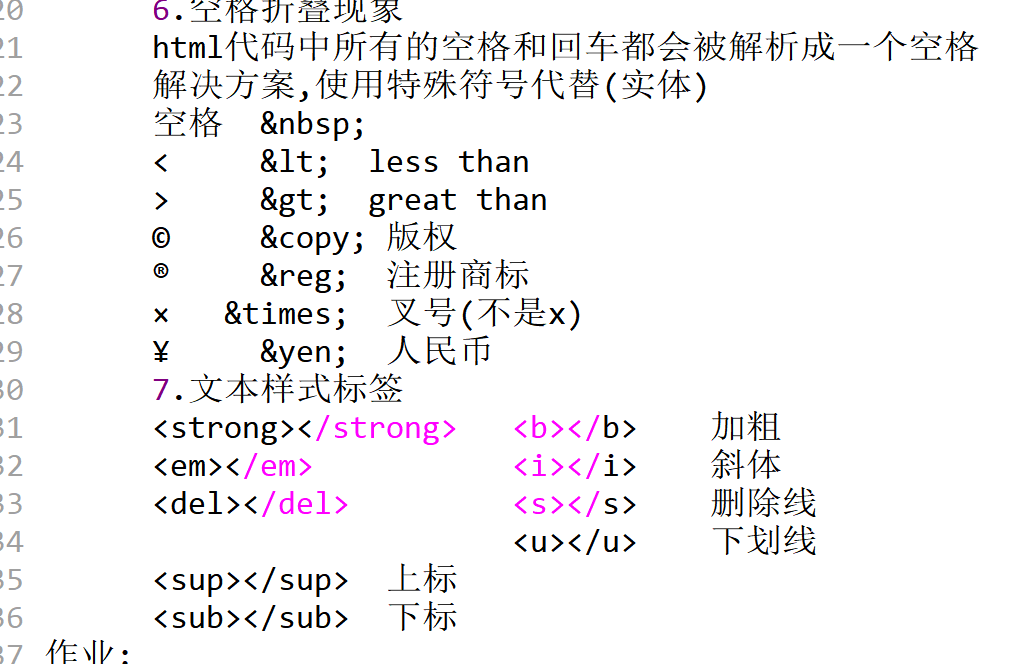 20 6.空格折叠现象
21 html代码中所有的空格和回车都会被解析成一个空格
22 解决方案,使用特殊符号代替(实体)
23 空格 &nbsp;
24 < &lt; less than
25 > &gt; great than
26 © &copy; 版权
27 ® &reg; 注册商标
28 × &times; 叉号(不是x)
29 ¥ &yen; 人民币
30 7.文本样式标签
31 <strong></strong> <b></b> 加粗
32 <em></em> <i></i> 斜体
33 <del></del> <s></s> 删除线
34 <u></u> 下划线
35 <sup></sup> 上标
36 <sub></sub> 下标
37 作业: